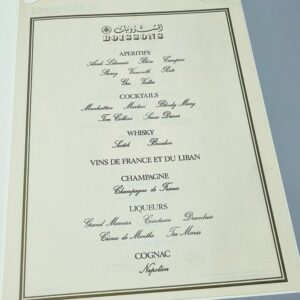 المشروبات
BOISSONS
APERITIFS
Arak Libanais Bière Campari
Sherry Vermouth Porto
Gin Vodka
COCKTAILS
Manhattan Martini Bloody Mary
Tom Collins Screw Driver
WHISKY
Scotch Bourbon
VINS DE FRANCE ET DU LIBAN
CHAMPAGNE
Champagne de France
LIQUEURS
Grand Marnier Cointreau Drambuie
Crème de Menthe Tia Maria
COGNAC
Napoléon